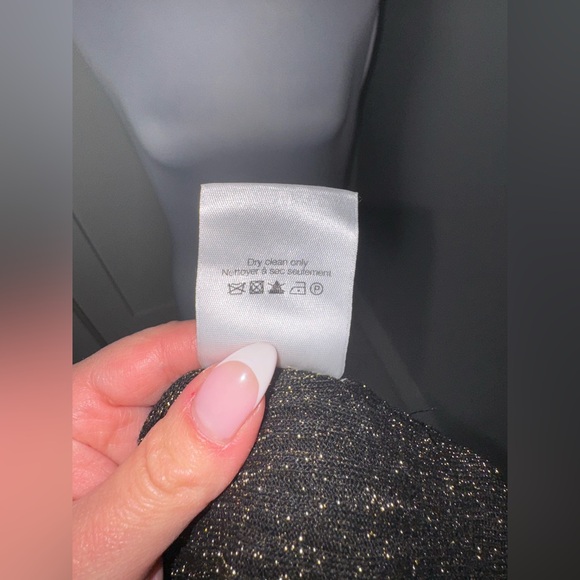 Dry clean only
Nettoyer à sec seulement
P